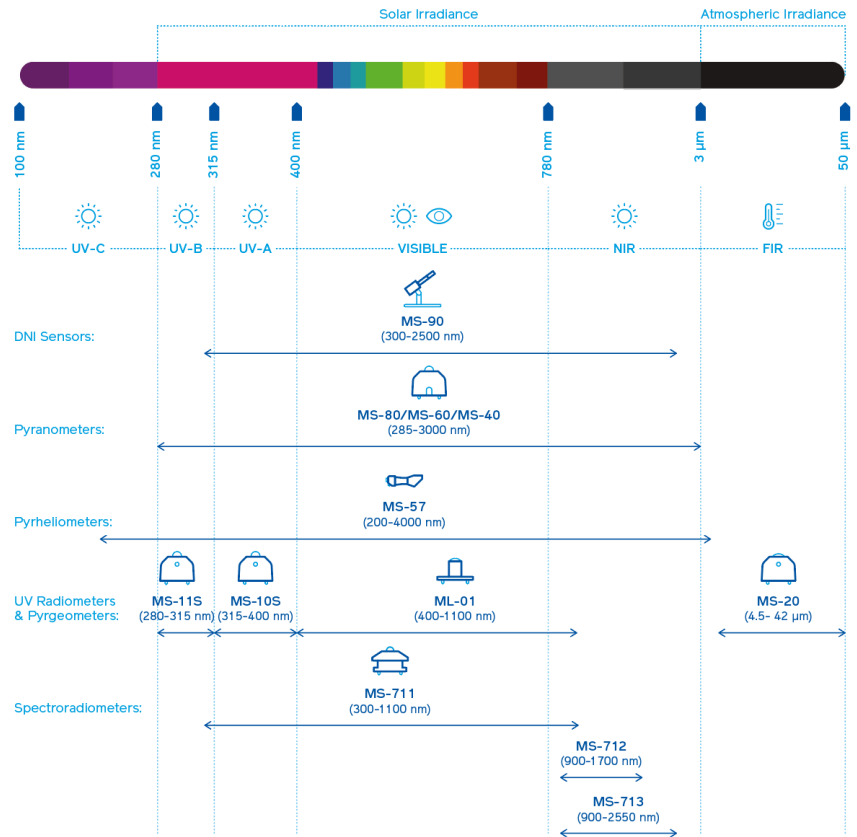 Solar Irradiance
Atmospheric Irradiance
100 nm
280 nm
315 nm
400 nm
780 nm
3 µm
50 µm
UV-C
UV-B
UV-A
VISIBLE
NIR
FIR
DNI Sensors:
MS-90
(300-2500 nm)
Pyranometers:
MS-80/MS-60/MS-40
(285-3000 nm)
Pyrheliometers:
MS-57
(200-4000 nm)
UV Radiometers
& Pyrgeometers:
MS-11S
(280-315 nm)
MS-10S
(315-400 nm)
ML-01
(400-1100 nm)
MS-20
(4.5- 42 µm)
Spectroradiometers:
MS-711
(300-1100 nm)
MS-712
(900-1700 nm)
MS-713
(900-2550 nm)